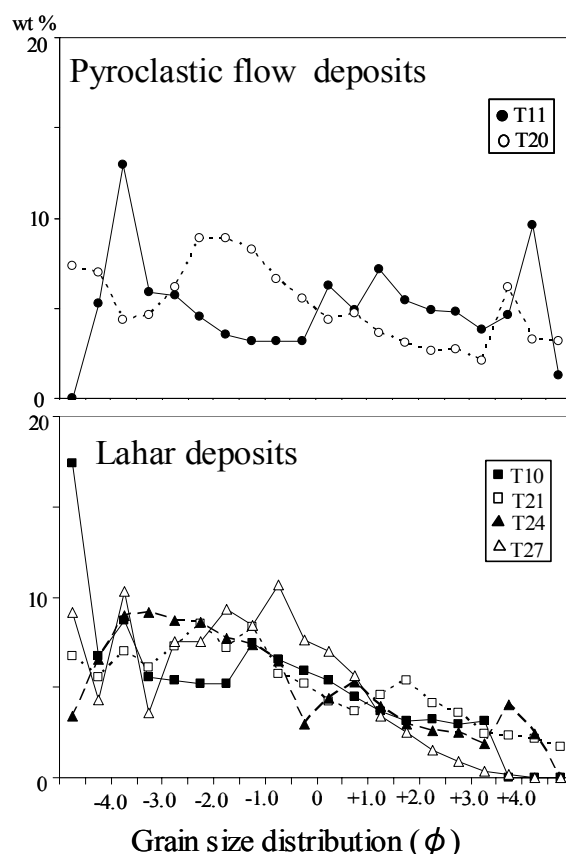 wt %
20
Pyroclastic flow deposits
T11
T20
10
0
20
Lahar deposits
T10
T21
T24
T27
10
0
-4.0 -3.0 -2.0 -1.0 0 +1.0 +2.0 +3.0 +4.0
Grain size distribution ( ϕ )